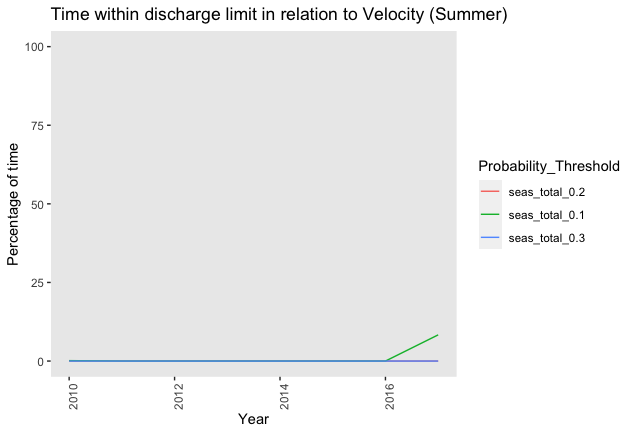 Time within discharge limit in relation to Velocity (Summer)
100
75
50
25
0
Percentage of time
2010
2012
2014
2016
Year
Probability_Threshold
seas_total_0.2
seas_total_0.1
seas_total_0.3